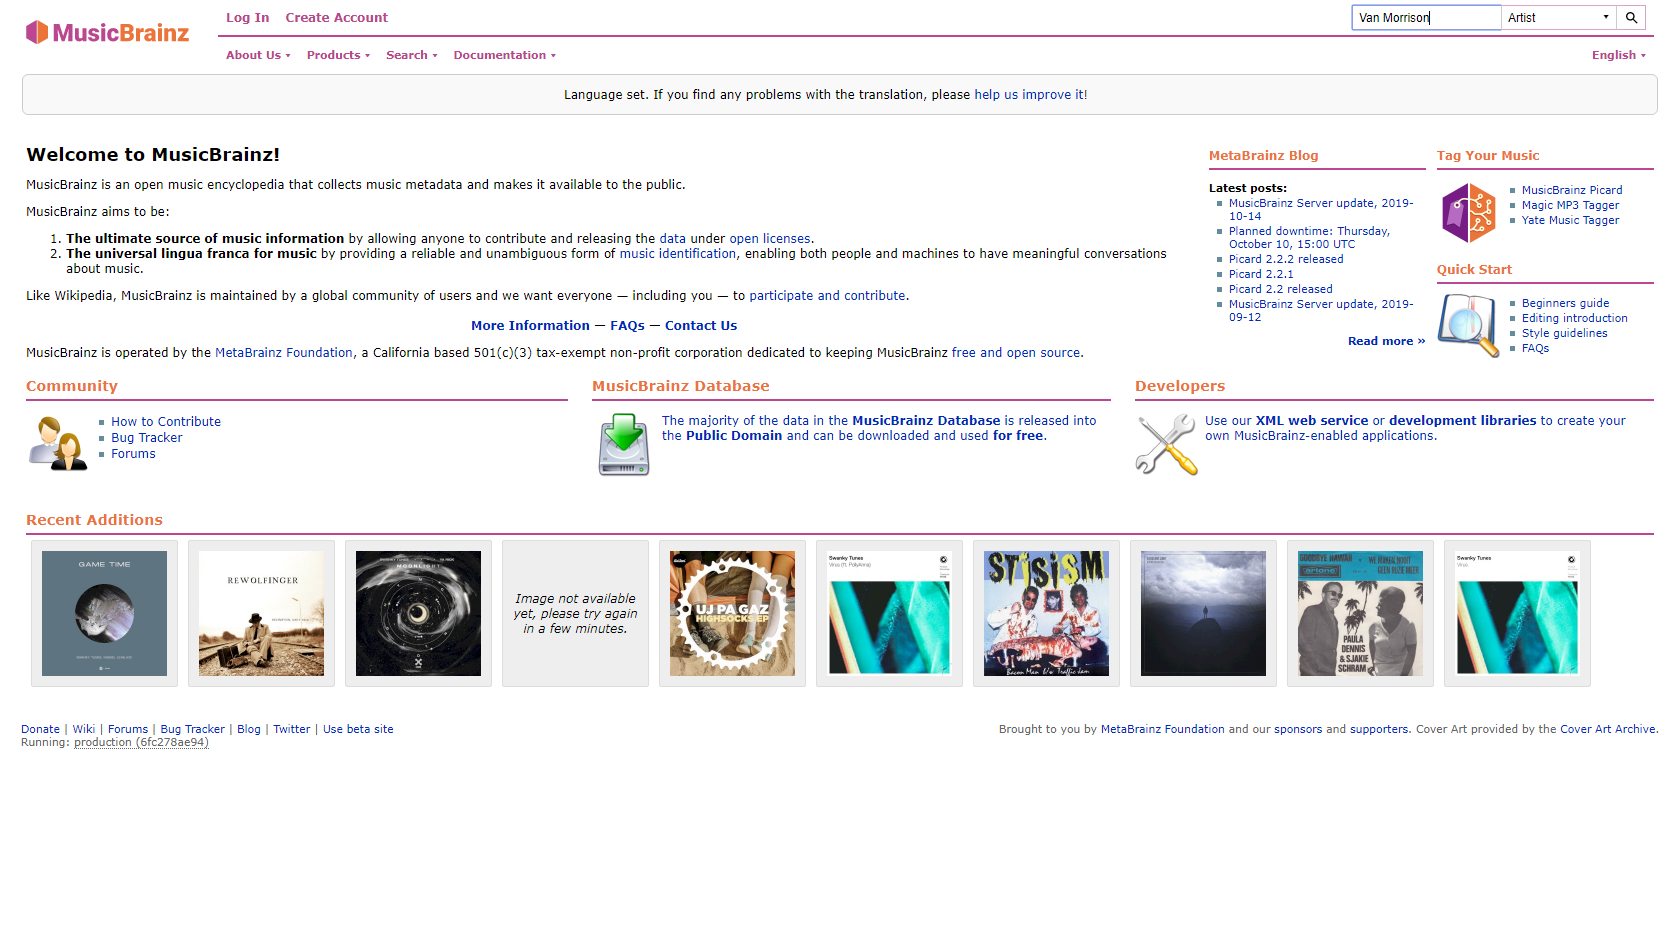 MusicBrainz
Log In Create Account
Van Morrison Artist
About Us Products Search Documentation English
Language set. If you find any problems with the translation, please help us improve it!
Welcome to MusicBrainz!
MusicBrainz is an open music encyclopedia that collects music metadata and makes it available to the public.
MusicBrainz aims to be:
1. The ultimate source of music information by allowing anyone to contribute and releasing the data under open licenses.
2. The universal lingua franca for music by providing a reliable and unambiguous form of music identification, enabling both people and machines to have meaningful conversations
about music.
Like Wikipedia, MusicBrainz is maintained by a global community of users and we want everyone — including you — to participate and contribute.
More Information — FAQs — Contact Us
MusicBrainz is operated by the MetaBrainz Foundation, a California based 501(c)(3) tax-exempt non-profit corporation dedicated to keeping MusicBrainz free and open source.
MetaBrainz Blog
Latest posts:
MusicBrainz Server update, 2019-
10-14
Planned downtime: Thursday,
October 10, 15:00 UTC
Picard 2.2.2 released
Picard 2.2.1
Picard 2.2 released
MusicBrainz Server update, 2019-
09-12
Read more »
Tag Your Music
MusicBrainz Picard
Magic MP3 Tagger
Yate Music Tagger
Quick Start
Beginners guide
Editing introduction
Style guidelines
FAQs
Community
How to Contribute
Bug Tracker
Forums
MusicBrainz Database
The majority of the data in the MusicBrainz Database is released into
the Public Domain and can be downloaded and used for free.
Developers
Use our XML web service or development libraries to create your
own MusicBrainz-enabled applications.
Recent Additions
GAME TIME
REWOLFINGER
MOONLIGHT
Image not available
yet, please try again
in a few minutes.
UJ PA GAZ
HIGHSOCKS EP
Swanky Tunes
Virus (ft. PollyAnna)
STISISM
Bacon Man B/w Traffic Jam
GOODBYE HAWAII
WE MAKEN NOOIT
GEEN RUZIE MEER
artone
PAULA
DENNIS
& SJAKIE
SCHRAM
Swanky Tunes
Virus
Donate | Wiki | Forums | Bug Tracker | Blog | Twitter | Use beta site
Running: production (6fc278ae94)
Brought to you by MetaBrainz Foundation and our sponsors and supporters. Cover Art provided by the Cover Art Archive.